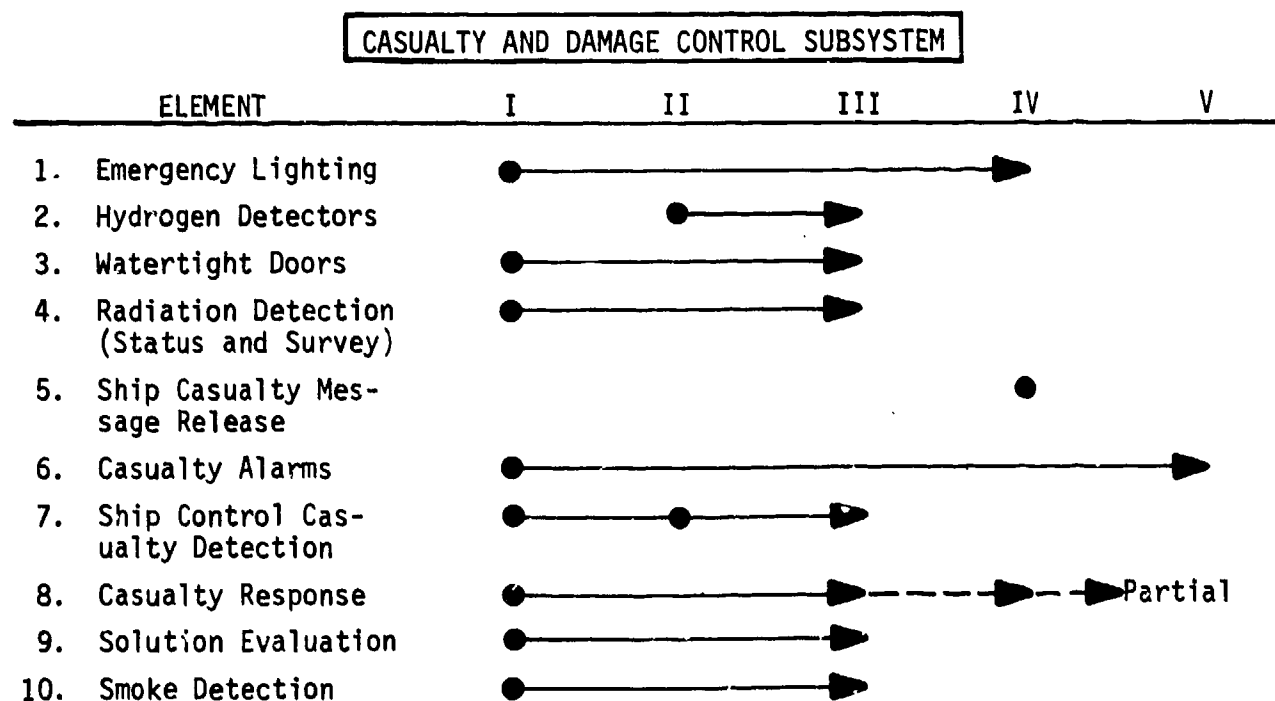 CASUALTY AND DAMAGE CONTROL SUBSYSTEM
ELEMENT I II III IV V
1. Emergency Lighting
2. Hydrogen Detectors
3. Watertight Doors
4. Radiation Detection
(Status and Survey)
5. Ship Casualty Mes-
sage Release
6. Casualty Alarms
7. Ship Control Cas-
ualty Detection
8. Casualty Response Partial
9. Solution Evaluation
10. Smoke Detection